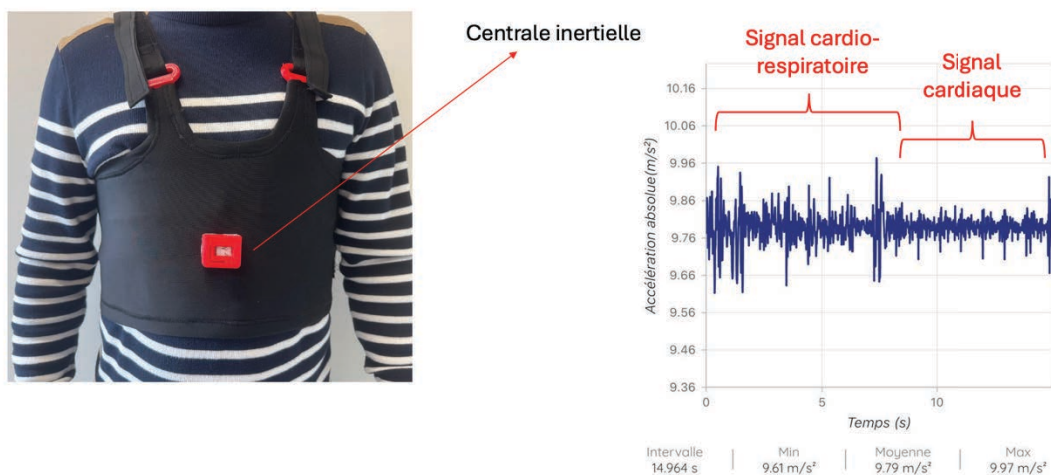 Centrale inertielle
Signal cardio-
respiratoire
Signal
cardiaque
Accélération absolue(m/s²)
10.16
10.06
9.96
9.86
9.76
9.66
9.56
9.46
9.36
0
5
10
Temps (s)
Intervalle
14.964 s
Min
9.61 m/s²
Moyenne
9.79 m/s²
Max
9.97 m/s²